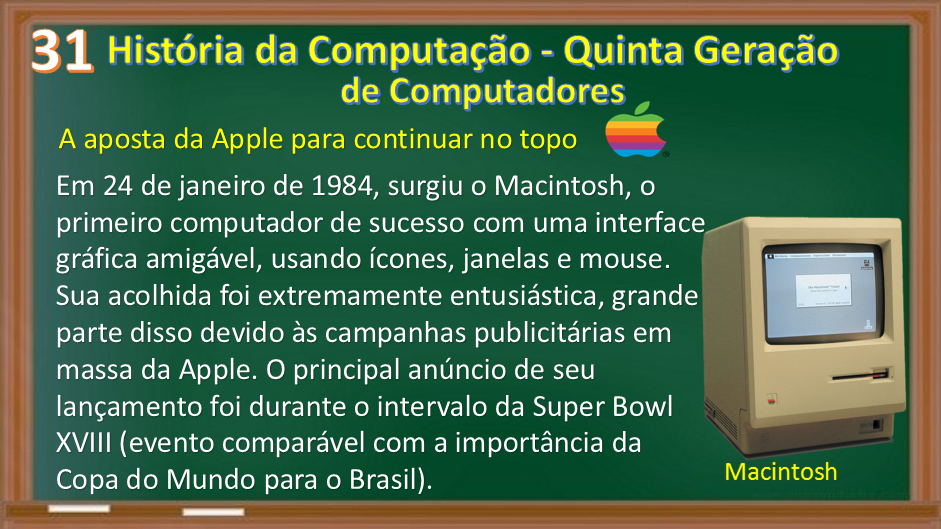 31 História da Computação - Quinta Geração
de Computadores
A aposta da Apple para continuar no topo
Em 24 de janeiro de 1984, surgiu o Macintosh, o
primeiro computador de sucesso com uma interface
gráfica amigável, usando ícones, janelas e mouse.
Sua acolhida foi extremamente entusiástica, grande
parte disso devido às campanhas publicitárias em
massa da Apple. O principal anúncio de seu
lançamento foi durante o intervalo da Super Bowl
XVIII (evento comparável com a importância da
Copa do Mundo para o Brasil).
Macintosh